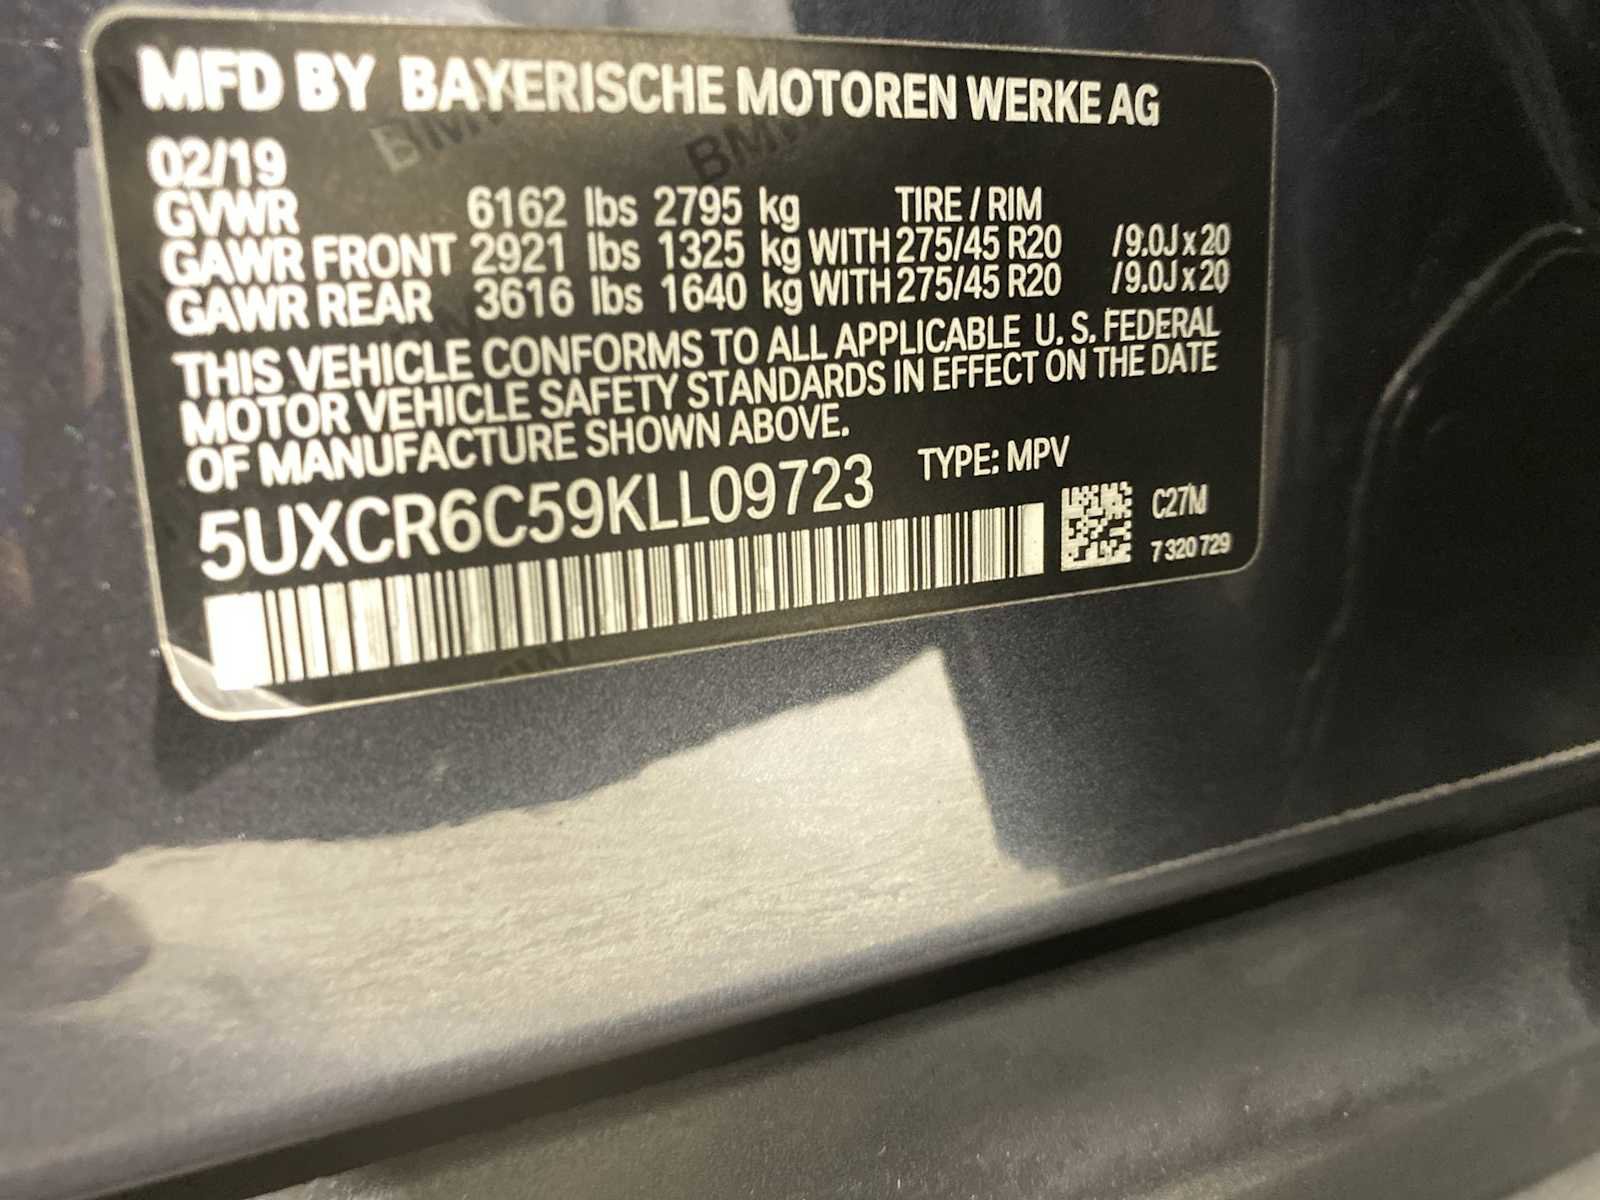 MFD BY BAYERISCHE MOTOREN WERKE AG
02/19
GVWR 6162 lbs 2795 kg TIRE / RIM
GAWR FRONT 2921 lbs 1325 kg WITH 275/45 R20 /9.0J x 20
GAWR REAR 3616 lbs 1640 kg WITH 275/45 R20 /9.0J x 20
THIS VEHICLE CONFORMS TO ALL APPLICABLE U. S. FEDERAL
MOTOR VEHICLE SAFETY STANDARDS IN EFFECT ON THE DATE
OF MANUFACTURE SHOWN ABOVE.
5UXCR6C59KLL09723 TYPE: MPV
C27M
7 320 729
BMW
BMW